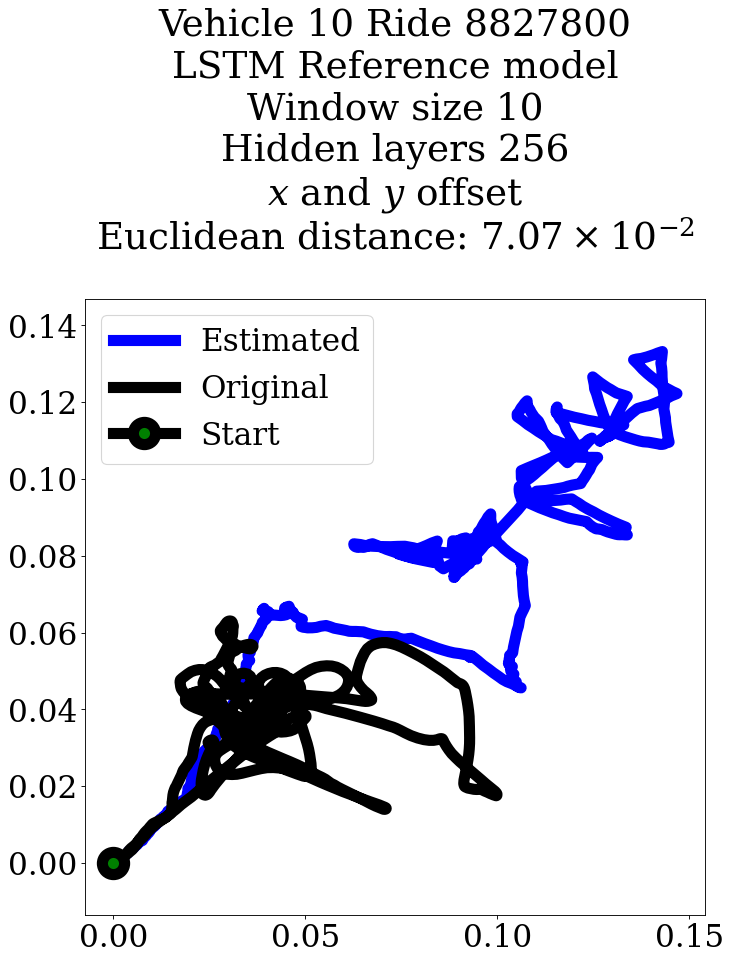 Vehicle 10 Ride 8827800
LSTM Reference model
Window size 10
Hidden layers 256
x and y offset
Euclidean distance: 7.07 × 10⁻²
Estimated
Original
Start
0.14
0.12
0.10
0.08
0.06
0.04
0.02
0.00
0.00 0.05 0.10 0.15